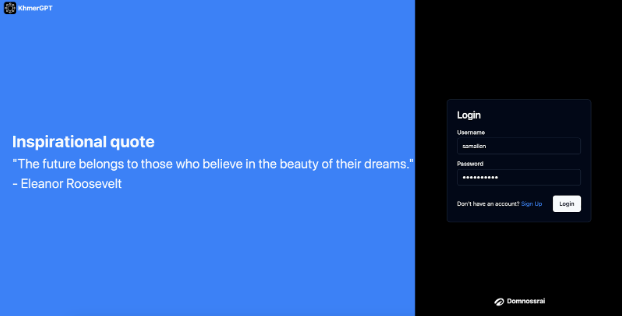 KhmerGPT
Inspirational quote
"The future belongs to those who believe in the beauty of their dreams."
- Eleanor Roosevelt
Login
Username
samalion
Password
••••••••••
Don't have an account? Sign Up
Login
Domnossrai